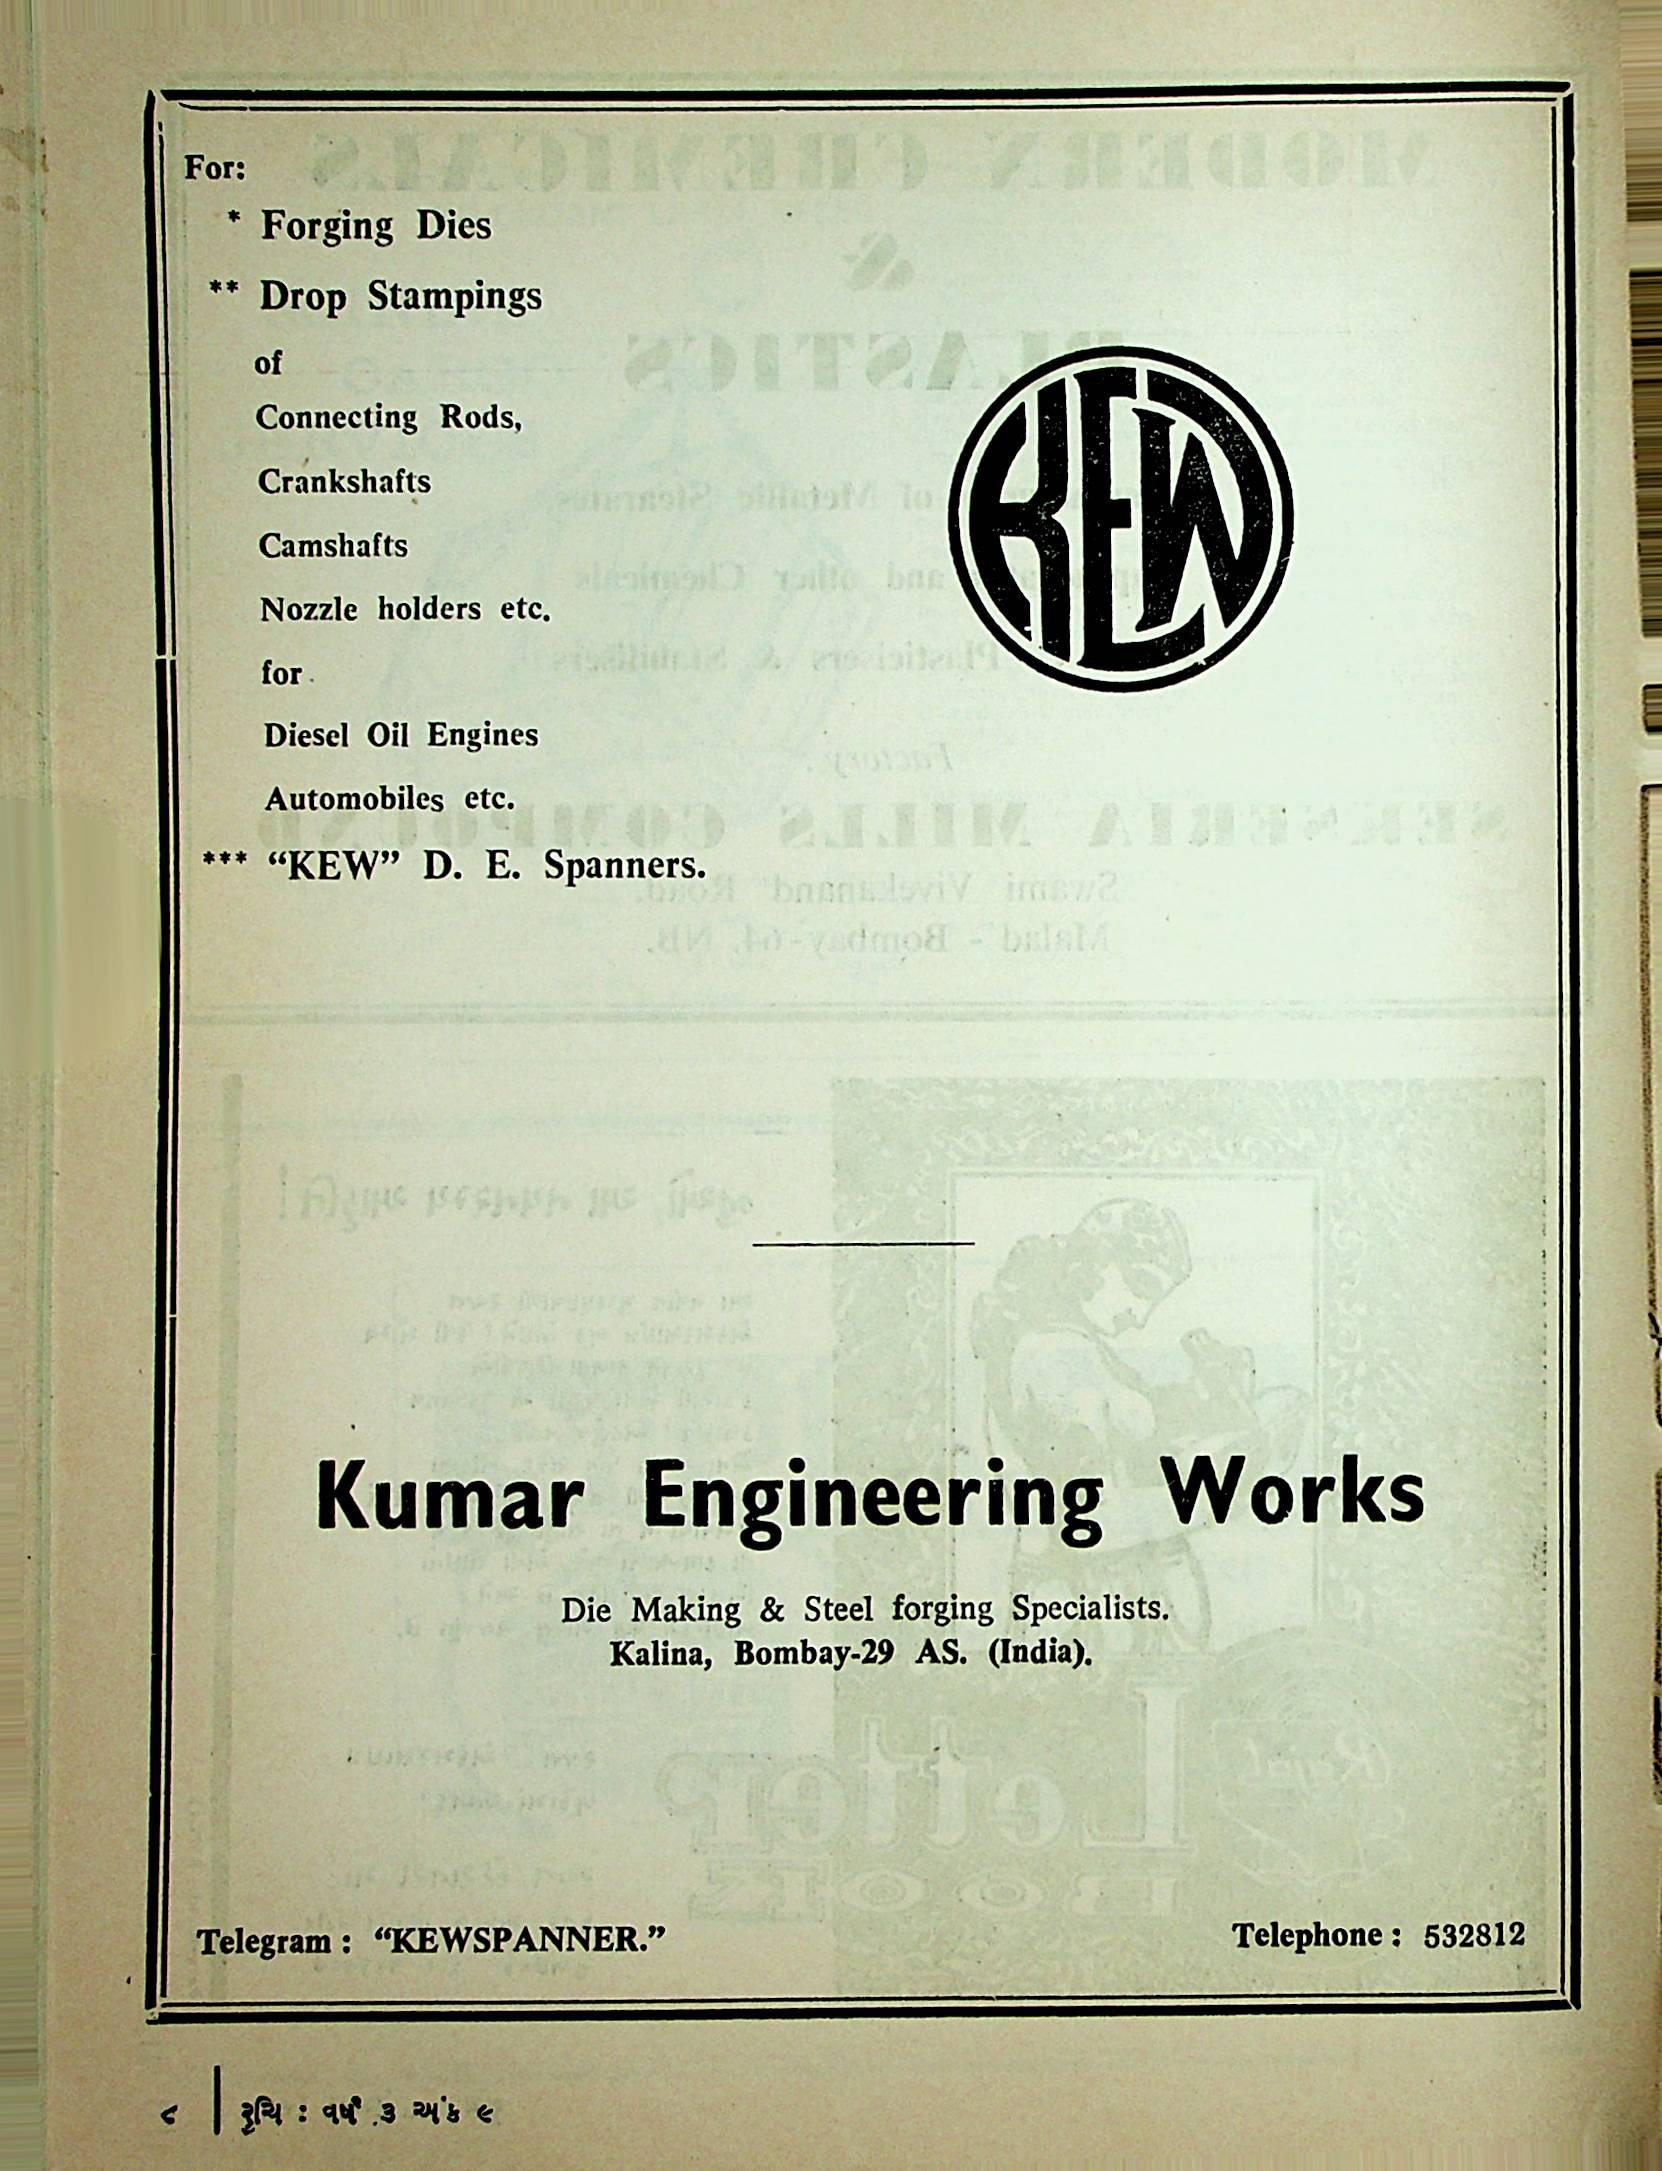 For:
* Forging Dies
** Drop Stampings
of
Connecting Rods,
Crankshafts
Camshafts
Nozzle holders etc.
for
Diesel Oil Engines
Automobiles etc.
*** “KEW” D. E. Spanners.
KEW
Kumar Engineering Works
Die Making & Steel forging Specialists.
Kalina, Bombay-29 AS. (India).
Telegram : “KEWSPANNER.”
Telephone : 532812
૮ | રુચિ : વર્ષ ૩ અંક ૯